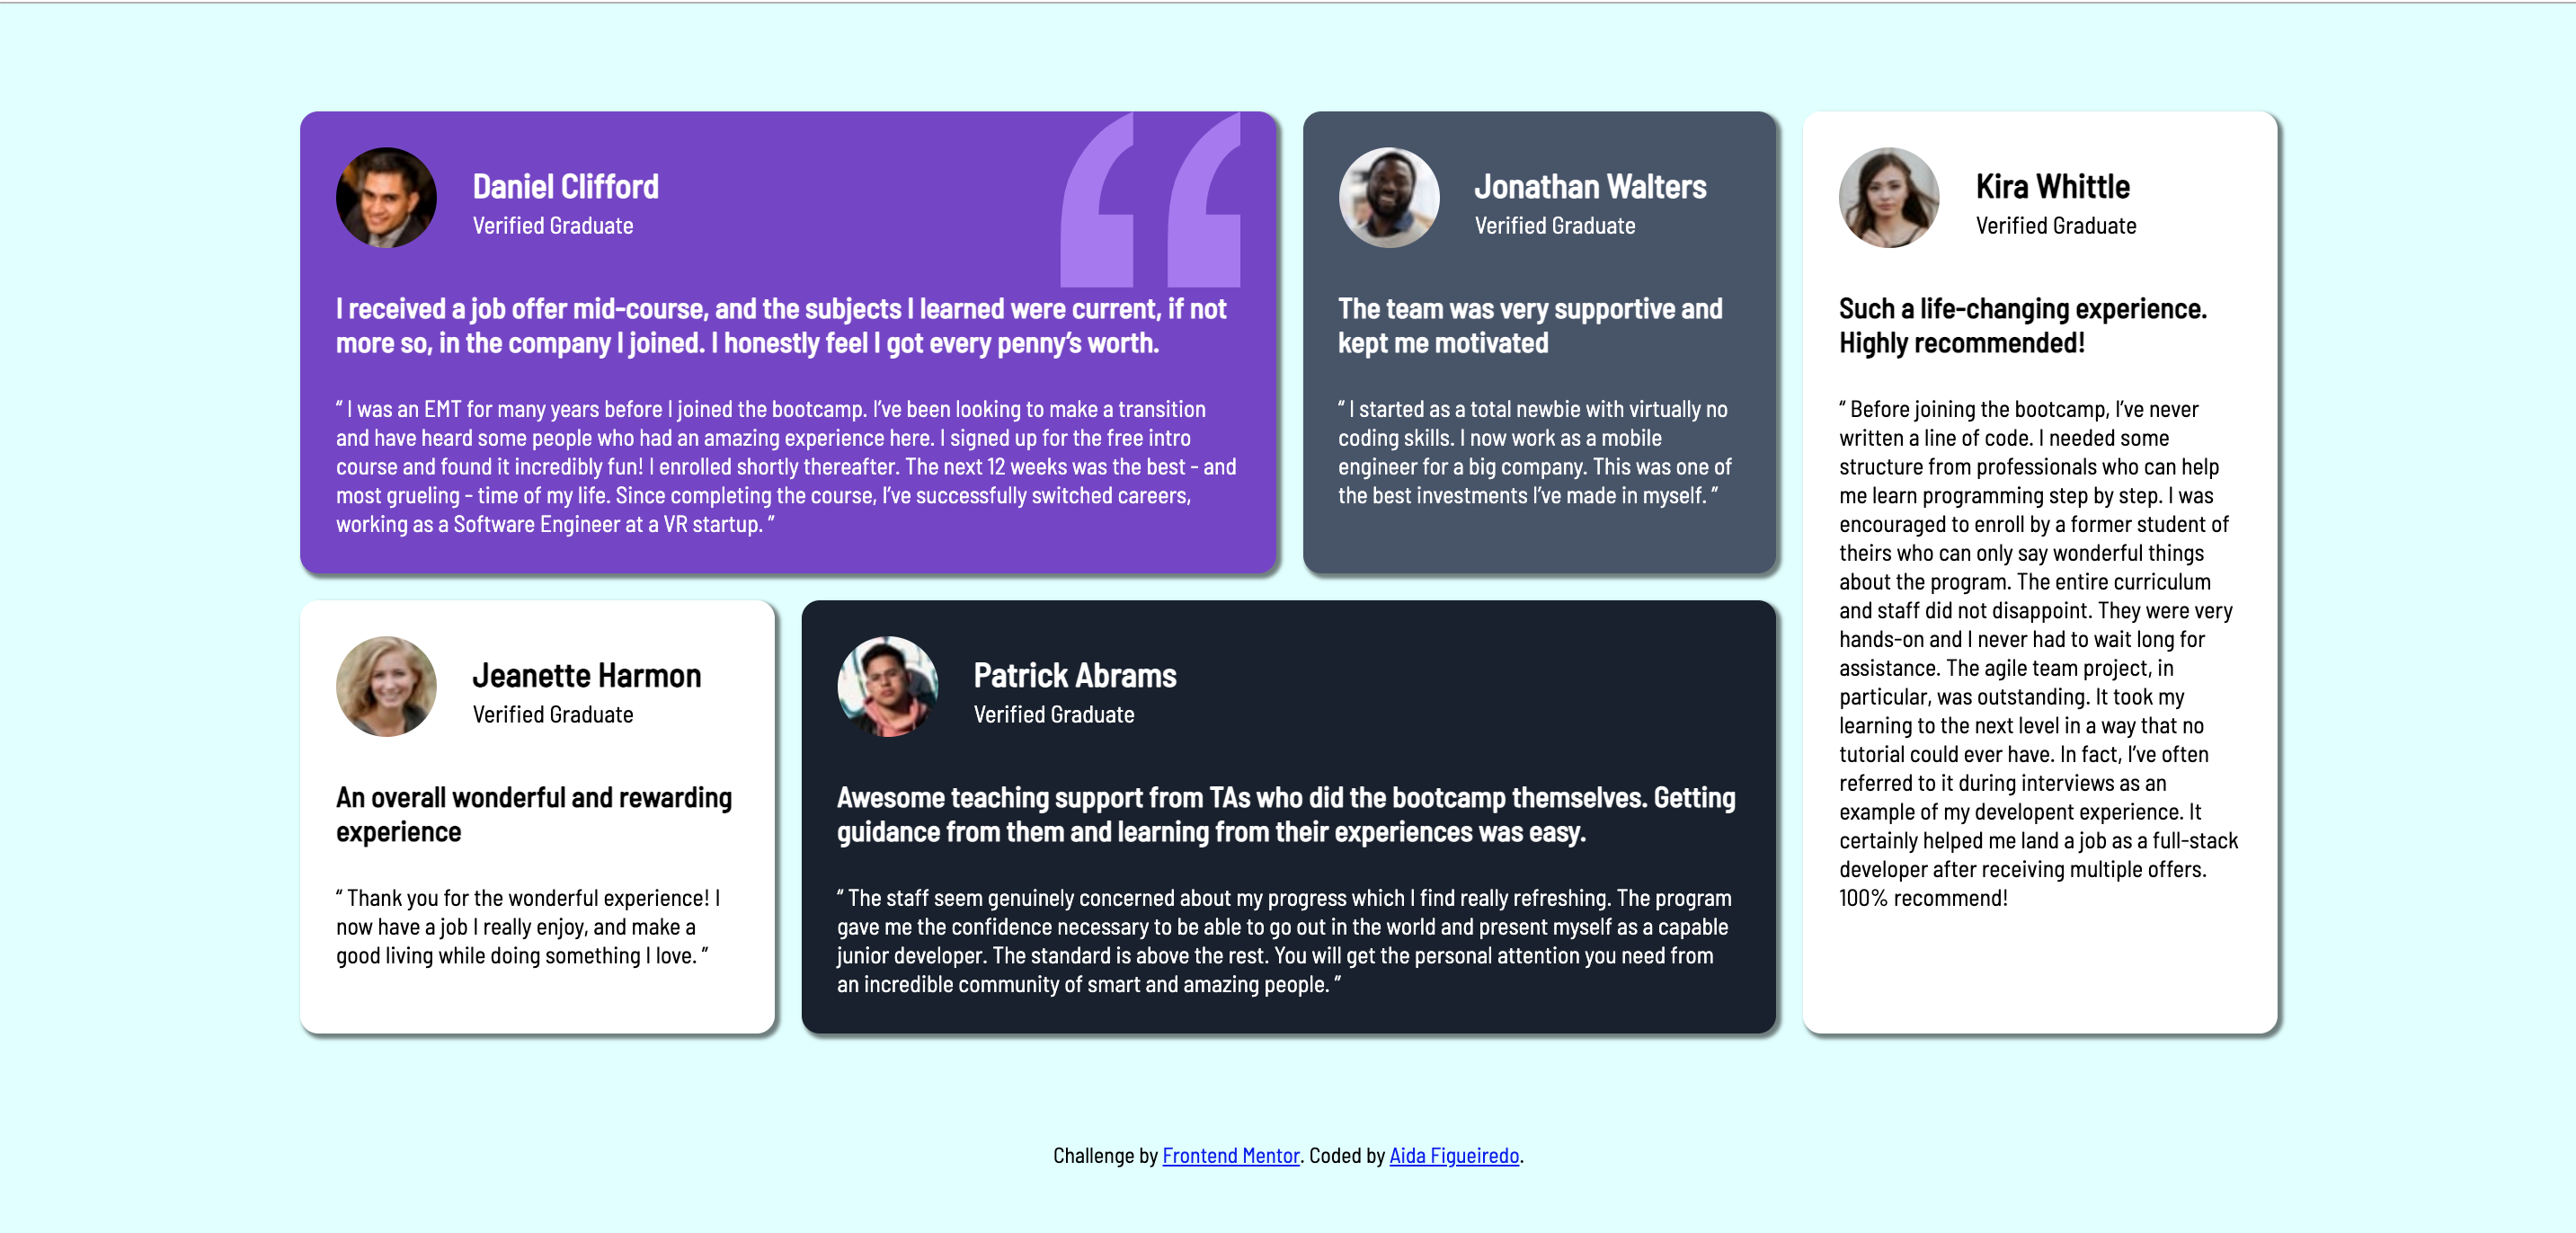 Daniel Clifford
Verified Graduate
I received a job offer mid-course, and the subjects I learned were current, if not
more so, in the company I joined. I honestly feel I got every penny’s worth.
“ I was an EMT for many years before I joined the bootcamp. I’ve been looking to make a transition
and have heard some people who had an amazing experience here. I signed up for the free intro
course and found it incredibly fun! I enrolled shortly thereafter. The next 12 weeks was the best - and
most grueling - time of my life. Since completing the course, I’ve successfully switched careers,
working as a Software Engineer at a VR startup. ”
Jonathan Walters
Verified Graduate
The team was very supportive and
kept me motivated
“ I started as a total newbie with virtually no
coding skills. I now work as a mobile
engineer for a big company. This was one of
the best investments I’ve made in myself. ”
Kira Whittle
Verified Graduate
Such a life-changing experience.
Highly recommended!
“ Before joining the bootcamp, I’ve never
written a line of code. I needed some
structure from professionals who can help
me learn programming step by step. I was
encouraged to enroll by a former student of
theirs who can only say wonderful things
about the program. The entire curriculum
and staff did not disappoint. They were very
hands-on and I never had to wait long for
assistance. The agile team project, in
particular, was outstanding. It took my
learning to the next level in a way that no
tutorial could ever have. In fact, I’ve often
referred to it during interviews as an
example of my developent experience. It
certainly helped me land a job as a full-stack
developer after receiving multiple offers.
100% recommend!
Jeanette Harmon
Verified Graduate
An overall wonderful and rewarding
experience
“ Thank you for the wonderful experience! I
now have a job I really enjoy, and make a
good living while doing something I love. ”
Patrick Abrams
Verified Graduate
Awesome teaching support from TAs who did the bootcamp themselves. Getting
guidance from them and learning from their experiences was easy.
“ The staff seem genuinely concerned about my progress which I find really refreshing. The program
gave me the confidence necessary to be able to go out in the world and present myself as a capable
junior developer. The standard is above the rest. You will get the personal attention you need from
an incredible community of smart and amazing people. ”
Challenge by Frontend Mentor. Coded by Aida Figueiredo.